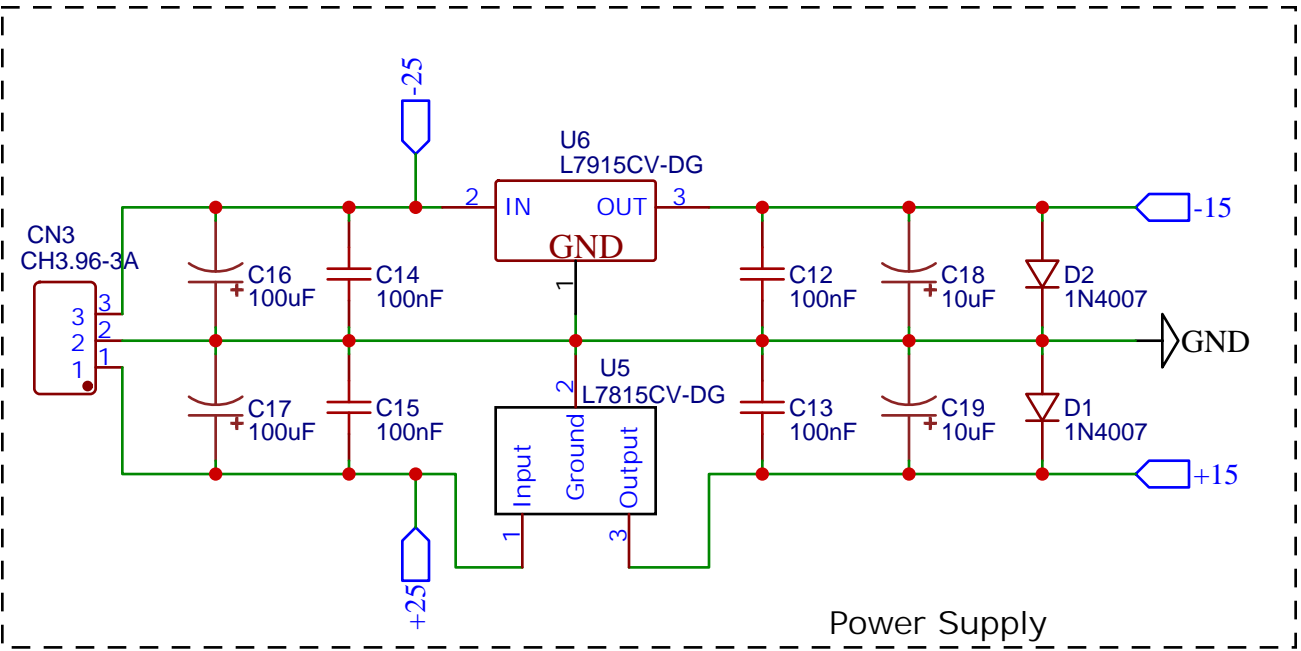 -25
U6
L7915CV-DG
2
IN
OUT
3
GND
1
-15
CN3
CH3.96-3A
3
3
2
2
1
1
C16
+
100uF
C14
100nF
C12
100nF
C18
+
10uF
D2
1N4007
GND
U5
L7815CV-DG
2
Input
Ground
Output
1
3
C17
+
100uF
C15
100nF
C13
100nF
C19
+
10uF
D1
1N4007
+15
+25
Power Supply